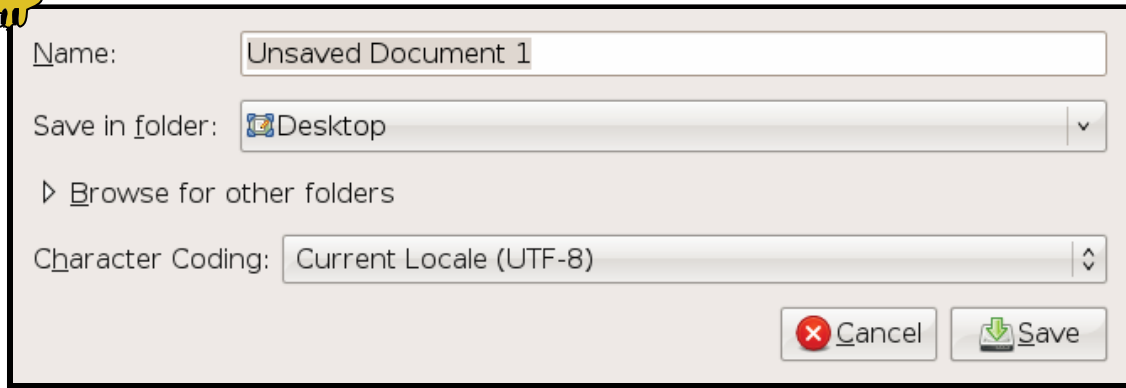 Name: Unsaved Document 1
Save in folder: Desktop
Browse for other folders
Character Coding: Current Locale (UTF-8)
Cancel Save